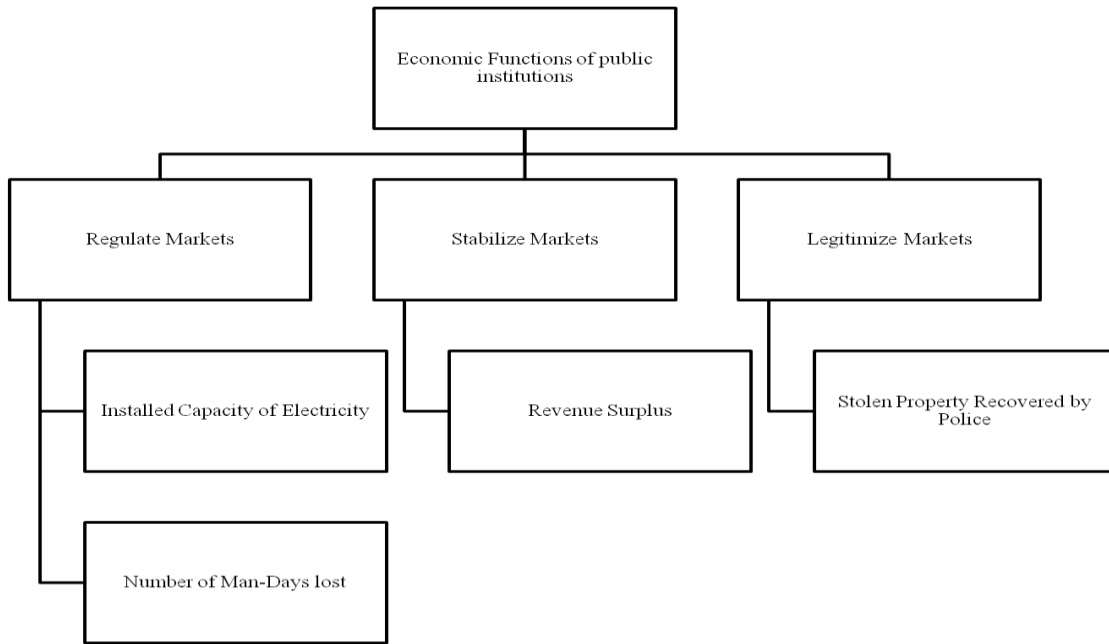 Economic Functions of public
institutions
Regulate Markets
Stabilize Markets
Legitimize Markets
Installed Capacity of Electricity
Revenue Surplus
Stolen Property Recovered by
Police
Number of Man-Days lost